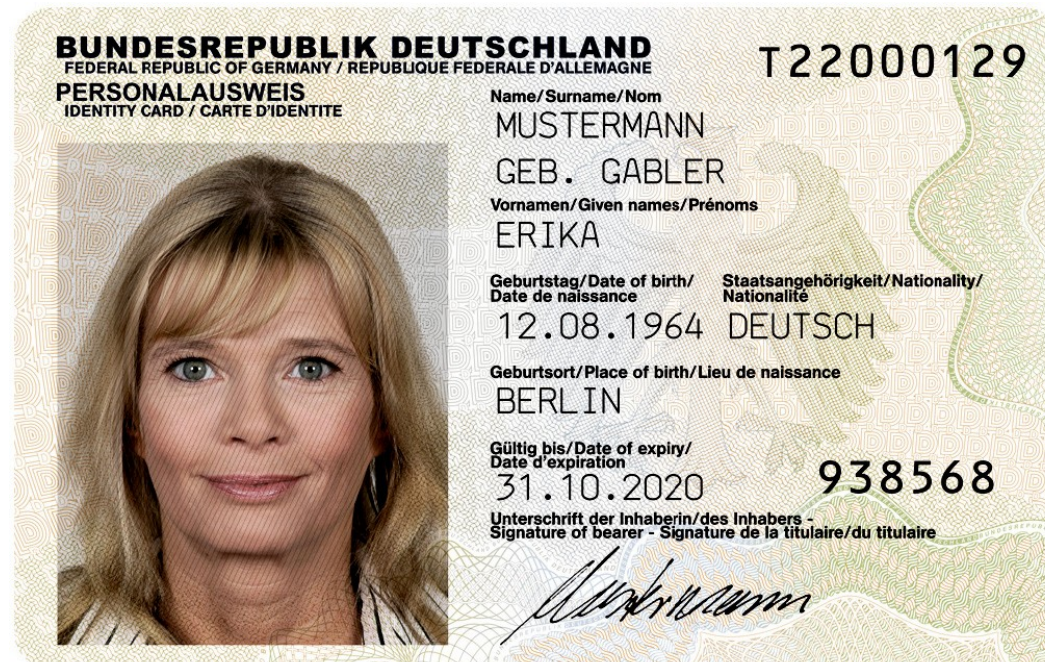 BUNDESREPUBLIK DEUTSCHLAND
FEDERAL REPUBLIC OF GERMANY / REPUBLIQUE FEDERALE D'ALLEMAGNE
PERSONALAUSWEIS
IDENTITY CARD / CARTE D'IDENTITE
T22000129
Name/Surname/Nom
MUSTERMANN
GEB. GABLER
Vornamen/Given names/Prénoms
ERIKA
Geburtstag/Date of birth/
Date de naissance
Staatsangehörigkeit/Nationality/
Nationalité
12.08.1964 DEUTSCH
Geburtsort/Place of birth/Lieu de naissance
BERLIN
Gültig bis/Date of expiry/
Date d'expiration
31.10.2020
938568
Unterschrift der Inhaberin/des Inhabers -
Signature of bearer - Signature de la titulaire/du titulaire
Mustermann